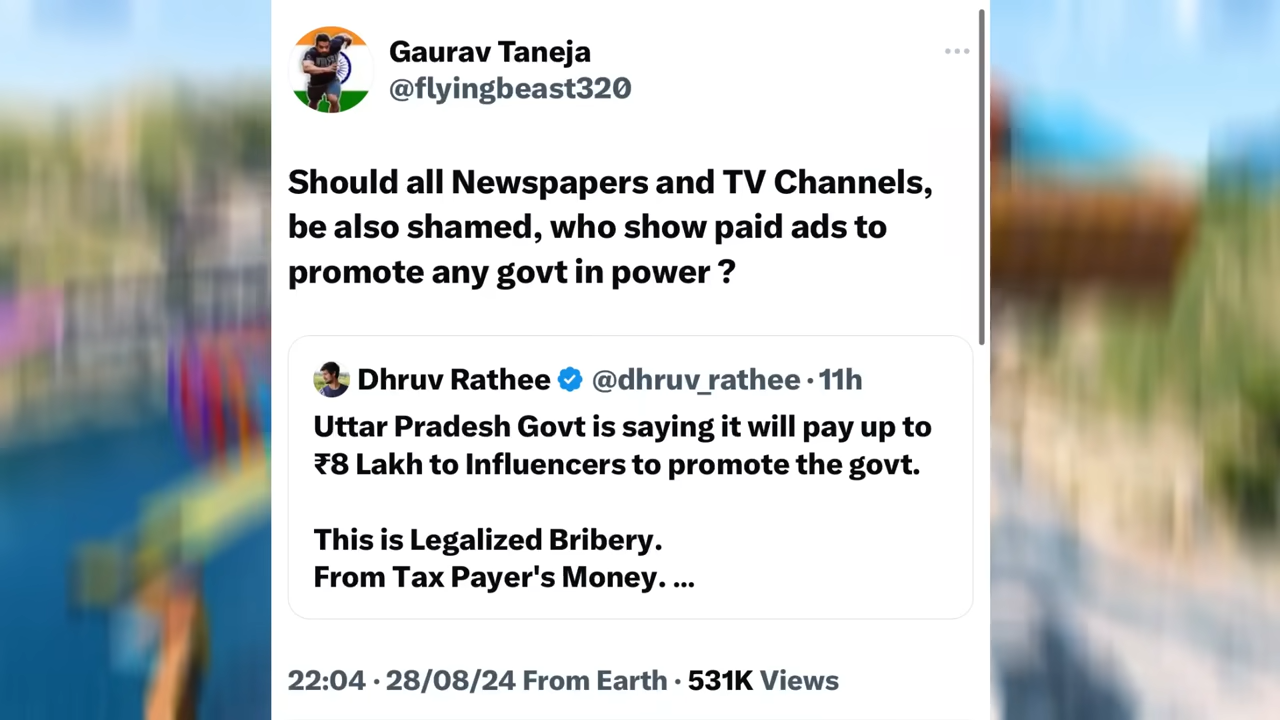 Gaurav Taneja
@flyingbeast320
Should all Newspapers and TV Channels,
be also shamed, who show paid ads to
promote any govt in power ?
Dhruv Rathee @dhruv_rathee · 11h
Uttar Pradesh Govt is saying it will pay up to
₹8 Lakh to Influencers to promote the govt.
This is Legalized Bribery.
From Tax Payer's Money. ...
22:04 · 28/08/24 From Earth · 531K Views